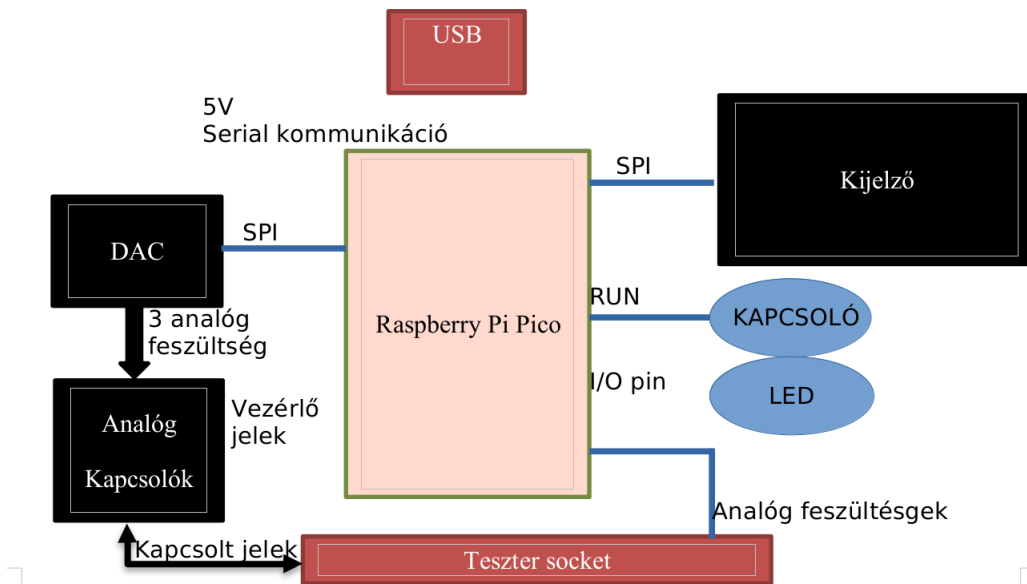 USB
5V
Serial kommunikáció
SPI
Kijelző
DAC
SPI
3 analóg
feszültség
Raspberry Pi Pico
RUN
KAPCSOLÓ
I/O pin
LED
Analóg
Kapcsolók
Vezérlő
jelek
Analóg feszültésgek
Kapcsolt jelek
Teszter socket